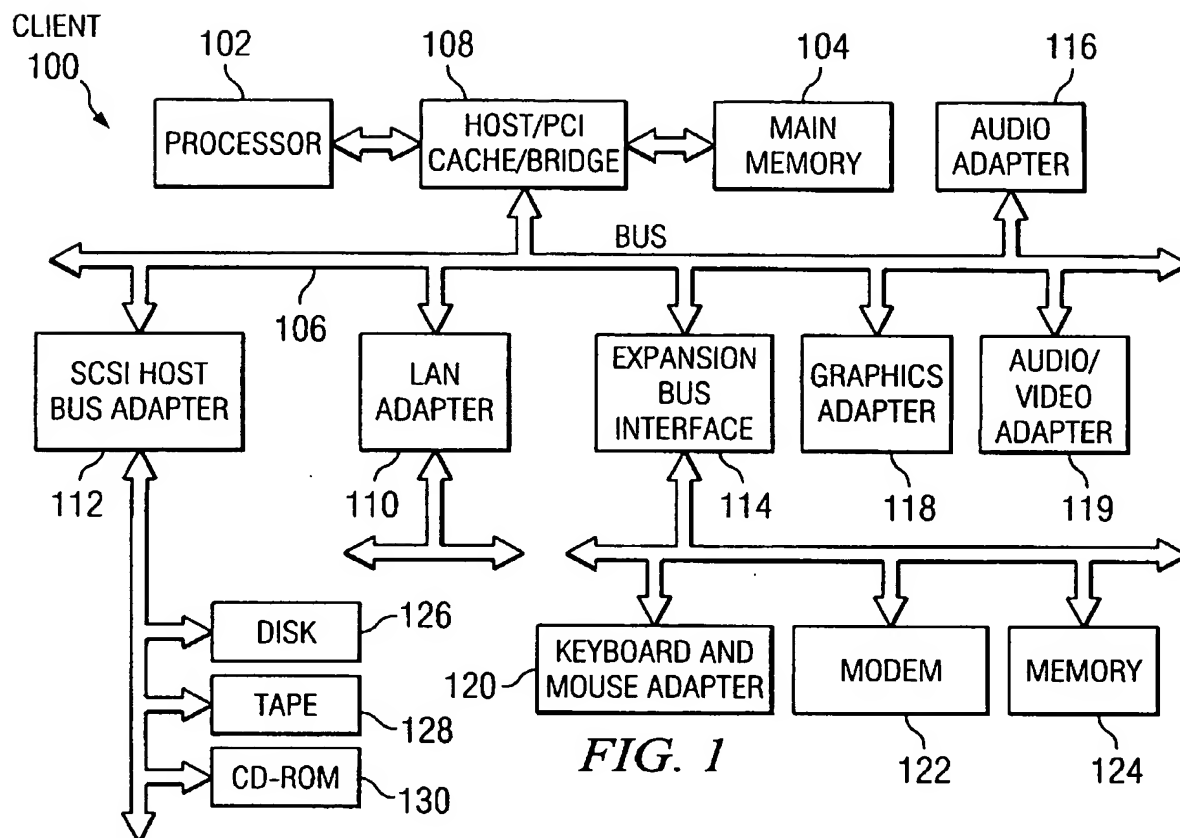 CLIENT
100
102
108
104
116
PROCESSOR
HOST/PCI
CACHE/BRIDGE
MAIN
MEMORY
AUDIO
ADAPTER
BUS
106
SCSI HOST
BUS ADAPTER
LAN
ADAPTER
EXPANSION
BUS
INTERFACE
GRAPHICS
ADAPTER
AUDIO/
VIDEO
ADAPTER
112
110
114
118
119
DISK
126
TAPE
128
CD-ROM
130
120
KEYBOARD AND
MOUSE ADAPTER
MODEM
MEMORY
122
124
FIG. 1